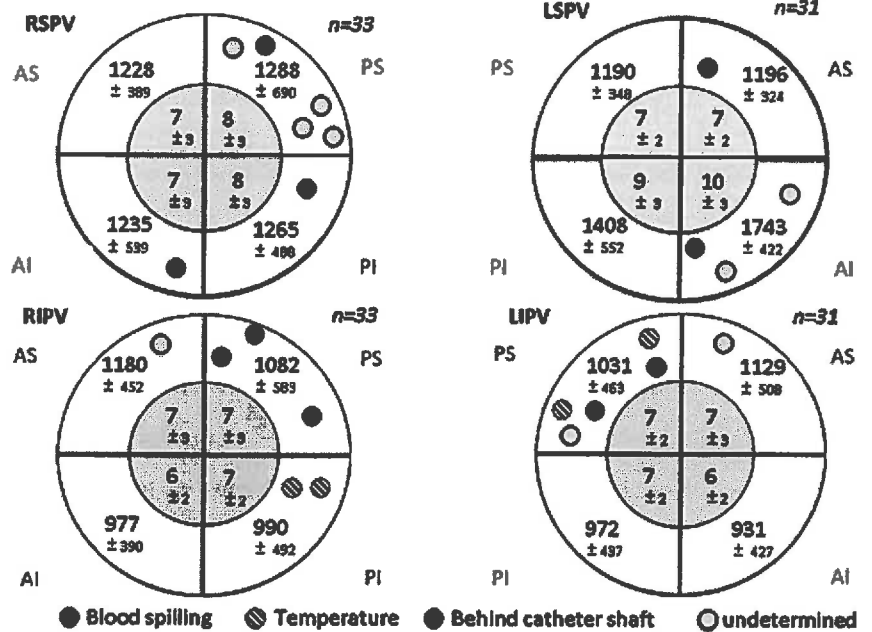 RSPV n=33 LSPV n=31
AS 1228 1288 PS PS 1190 1196 AS
± 389 ± 690 ± 348 ± 324
7 8 7 7
±3 ±3 ± 2 ± 2
7 8 9 10
±3 ±3 ± 3 ± 3
1235 1265 1408 1743
± 539 ± 488 ± 552 ± 422
AI PI PI AI
RIPV n=33 LIPV n=31
AS 1180 1082 PS PS 1031 1129 AS
± 452 ± 583 ±463 ± 508
7 7 7 7
±3 ±3 ±2 ±3
6 7 7 6
±2 ±2 ±2 ±2
977 990 972 931
±390 ± 492 ±437 ± 427
AI PI PI AI
Blood spilling Temperature Behind catheter shaft undetermined